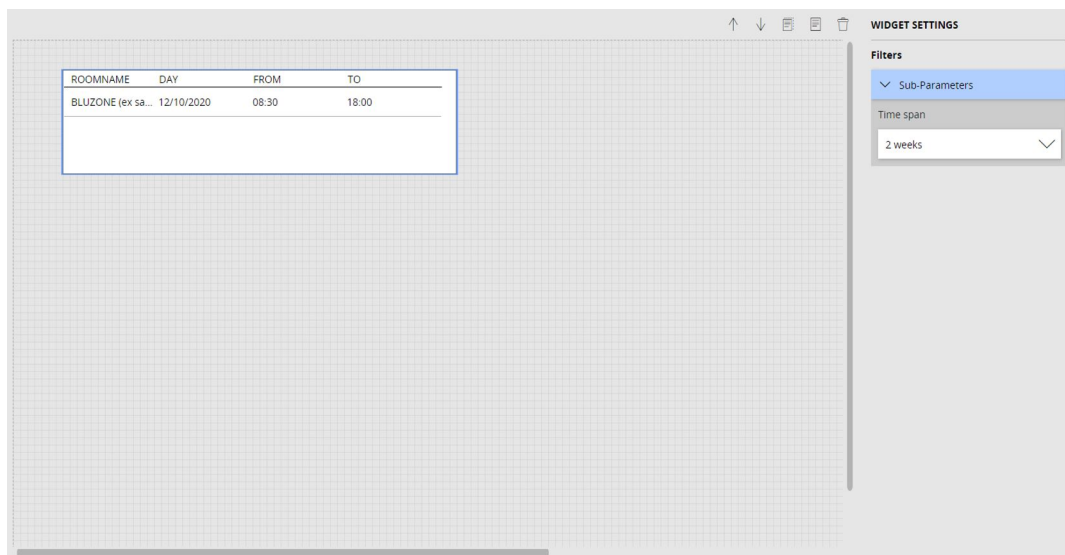 WIDGET SETTINGS
Filters
Sub-Parameters
Time span
2 weeks
ROOMNAME DAY FROM TO
BLUZONE (ex sa... 12/10/2020 08:30 18:00